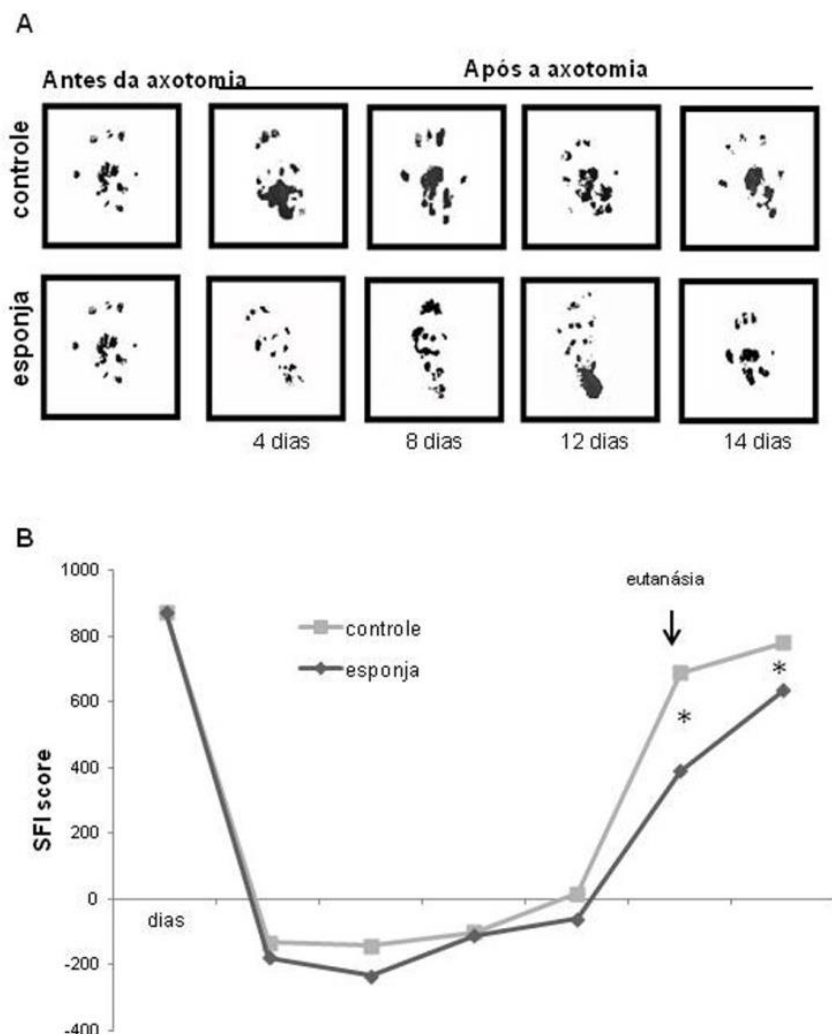 A
Antes da axotomia
Após a axotomia
controle
esponja
4 dias
8 dias
12 dias
14 dias
B
1000
800
600
400
200
0
-200
-400
SFI score
dias
controle
esponja
eutanásia
*
*